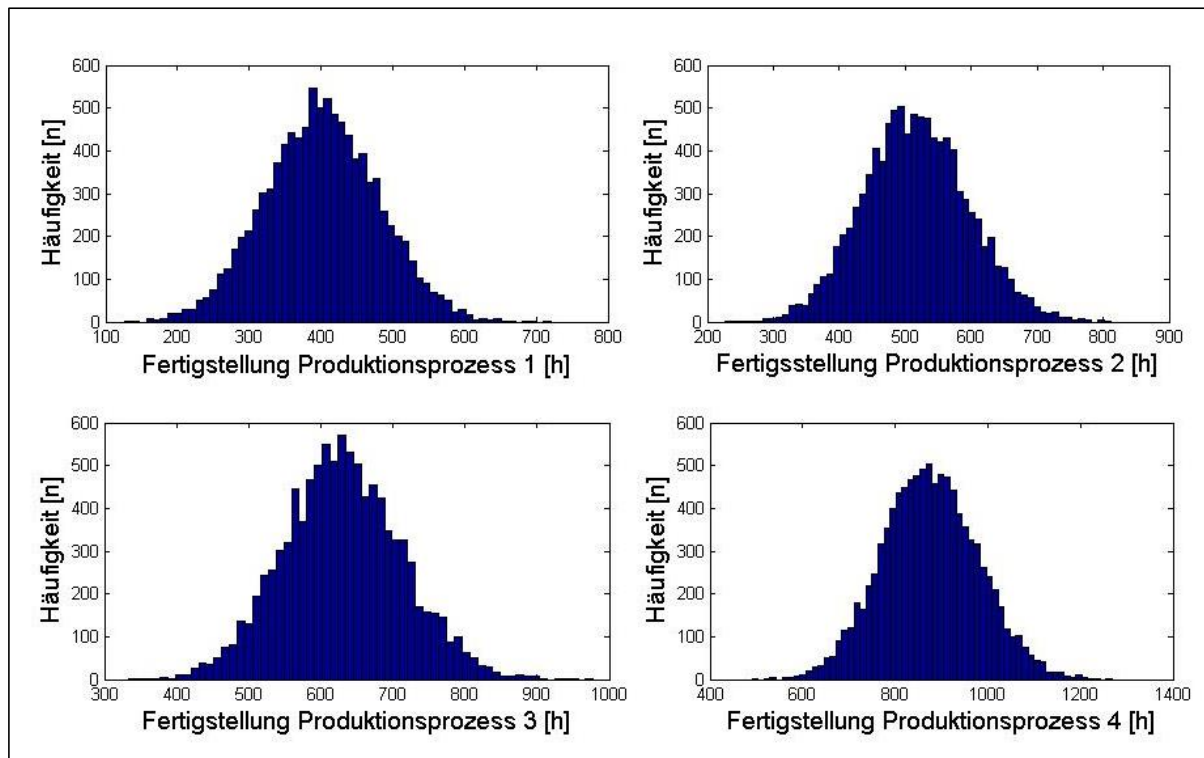 600
500
400
300
200
100
0
Häufigkeit [n]
100 200 300 400 500 600 700 800
Fertigstellung Produktionsprozess 1 [h]
600
500
400
300
200
100
0
Häufigkeit [n]
200 300 400 500 600 700 800 900
Fertigsstellung Produktionsprozess 2 [h]
600
500
400
300
200
100
0
Häufigkeit [n]
300 400 500 600 700 800 900 1000
Fertigstellung Produktionsprozess 3 [h]
600
500
400
300
200
100
0
Häufigkeit [n]
400 600 800 1000 1200 1400
Fertigstellung Produktionsprozess 4 [h]